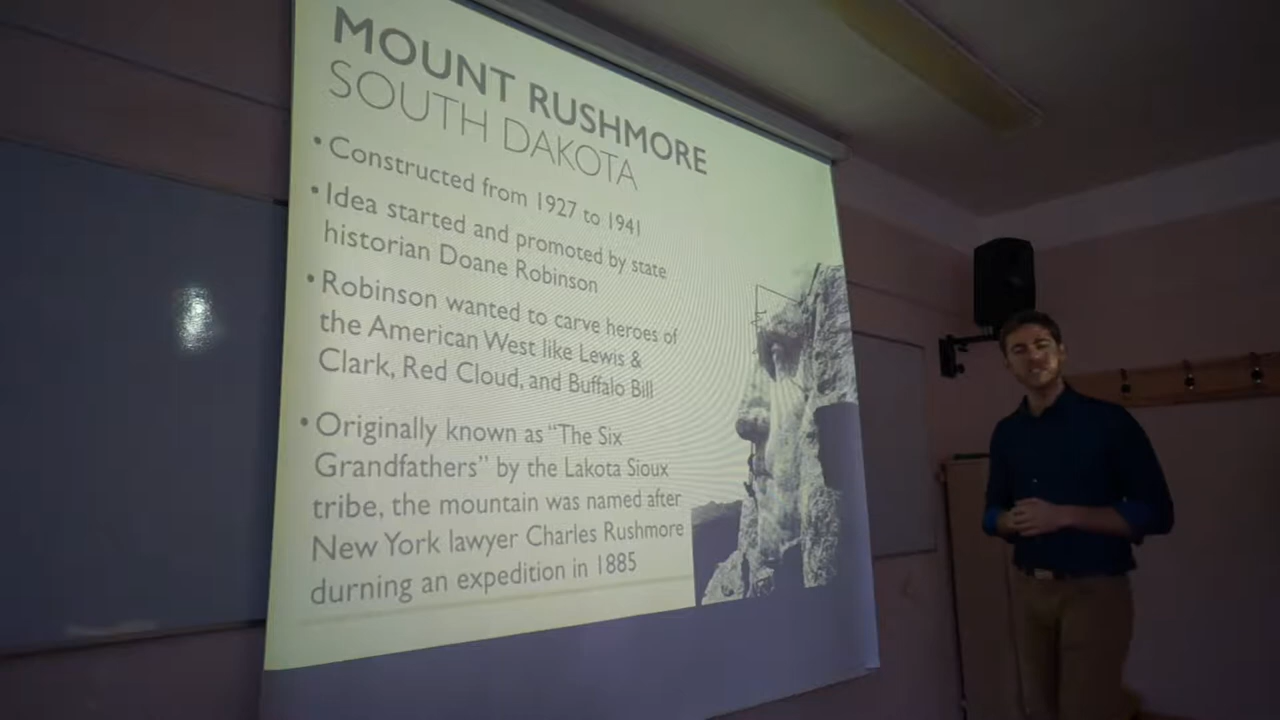 MOUNT RUSHMORE
SOUTH DAKOTA
• Constructed from 1927 to 1941
• Idea started and promoted by state
historian Doane Robinson
• Robinson wanted to carve heroes of
the American West like Lewis &
Clark, Red Cloud, and Buffalo Bill
• Originally known as “The Six
Grandfathers” by the Lakota Sioux
tribe, the mountain was named after
New York lawyer Charles Rushmore
durning an expedition in 1885